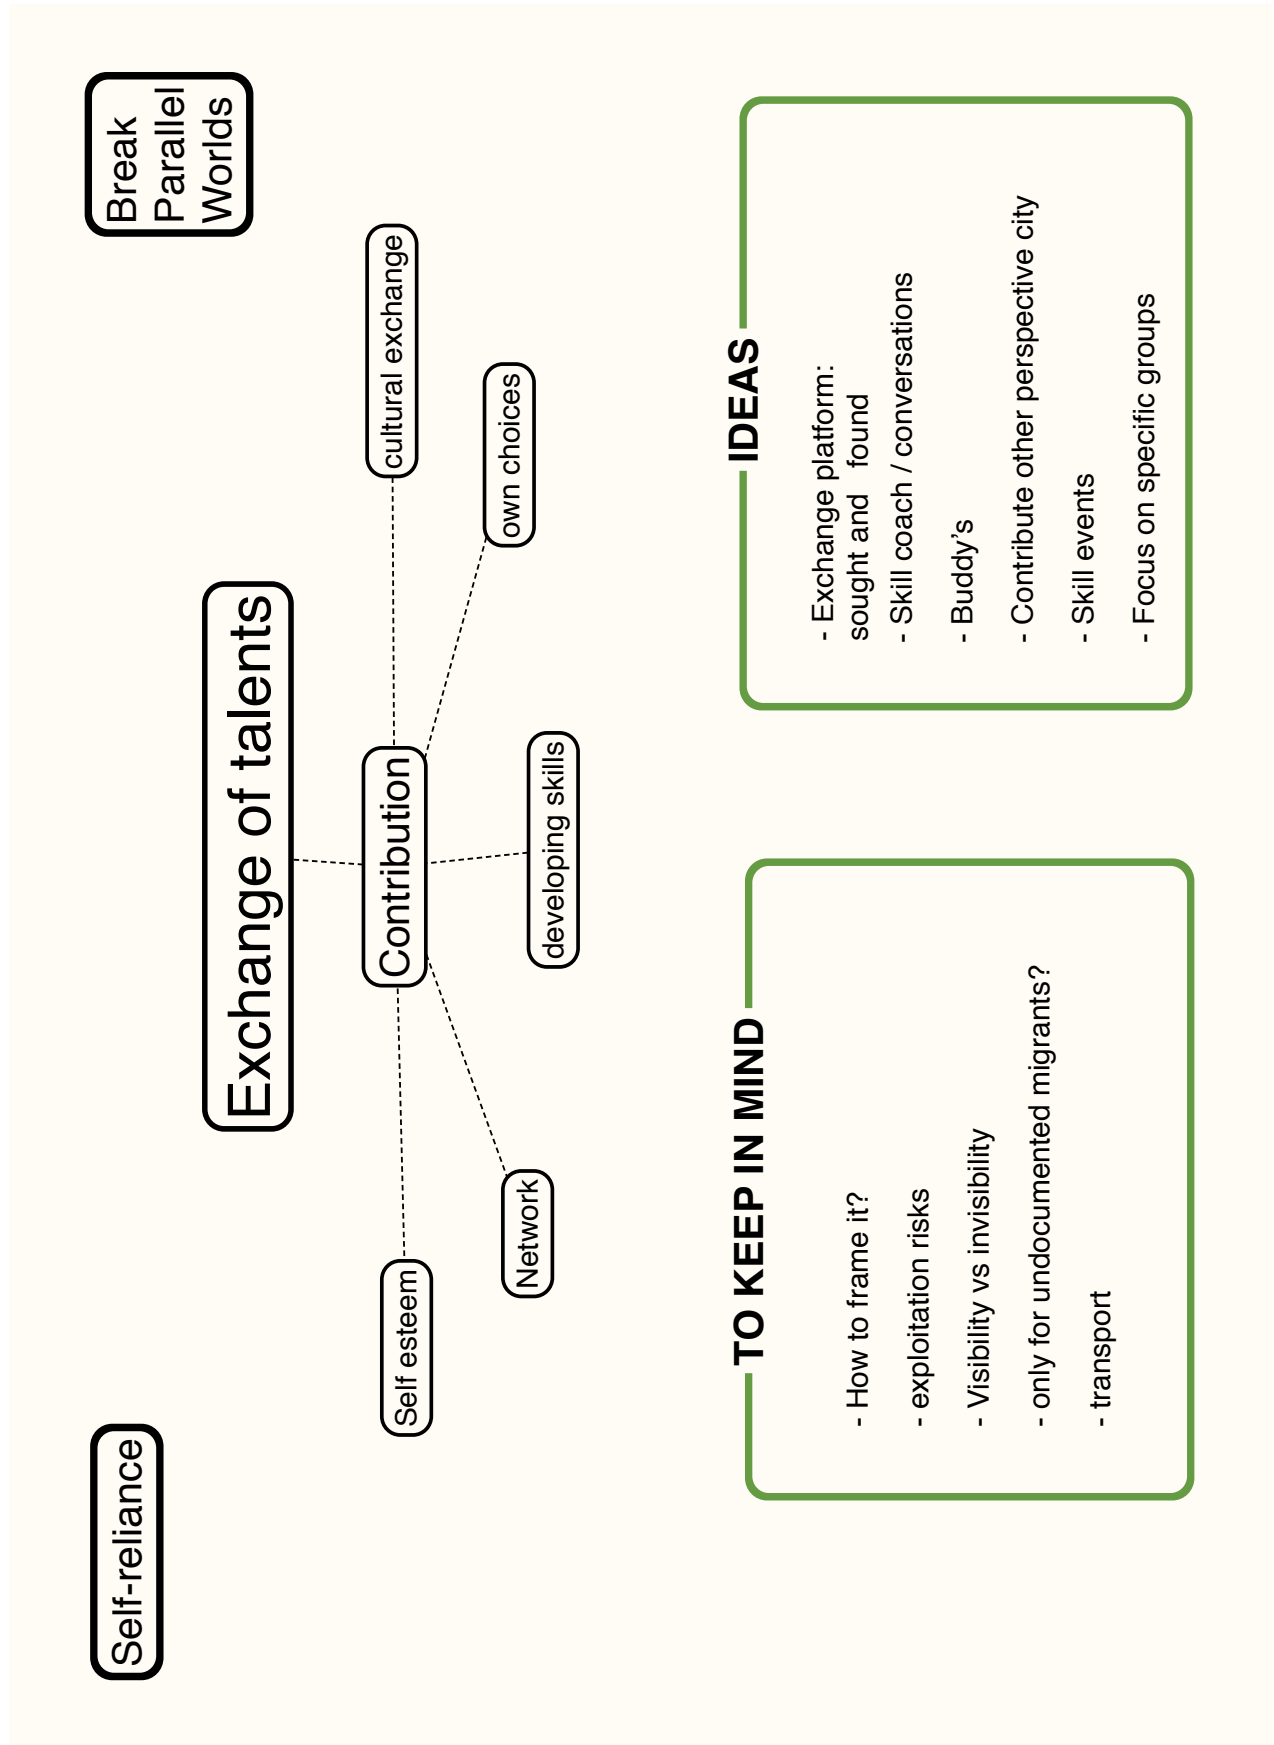 Self-reliance
Break
Parallel
Worlds
Exchange of talents
Contribution
Self esteem
cultural exchange
Network
own choices
developing skills
TO KEEP IN MIND
- How to frame it?
- exploitation risks
- Visibility vs invisibility
- only for undocumented migrants?
- transport
IDEAS
- Exchange platform:
sought and found
- Skill coach / conversations
- Buddy’s
- Contribute other perspective city
- Skill events
- Focus on specific groups